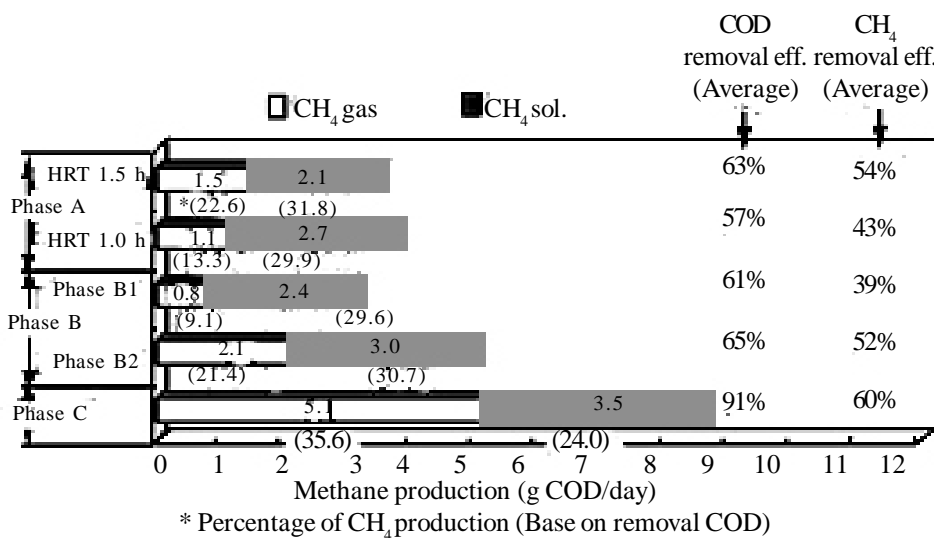 COD CH4
removal eff. removal eff.
(Average) (Average)
CH4 gas CH4 sol.
HRT 1.5 h 1.5 2.1 63% 54%
Phase A *(22.6) (31.8)
HRT 1.0 h 1.1 2.7 57% 43%
(13.3) (29.9)
Phase B1 0.8 2.4 61% 39%
Phase B (9.1) (29.6)
Phase B2 2.1 3.0 65% 52%
(21.4) (30.7)
Phase C 5.1 3.5 91% 60%
(35.6) (24.0)
0 1 2 3 4 5 6 7 8 9 10 11 12
Methane production (g COD/day)
* Percentage of CH4 production (Base on removal COD)